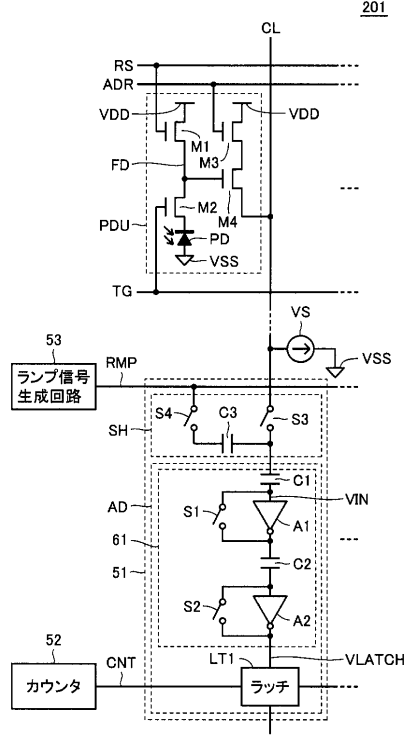 201
CL
RS
ADR
VDD
VDD
M1
M3
FD
M4
M2
PDU
PD
VSS
TG
VS
53
VSS
ランプ信号
生成回路
RMP
S4
S3
C3
SH
C1
AD
VIN
S1
A1
61
51
C2
S2
A2
52
LT1
VLATCH
カウンタ
CNT
ラッチ